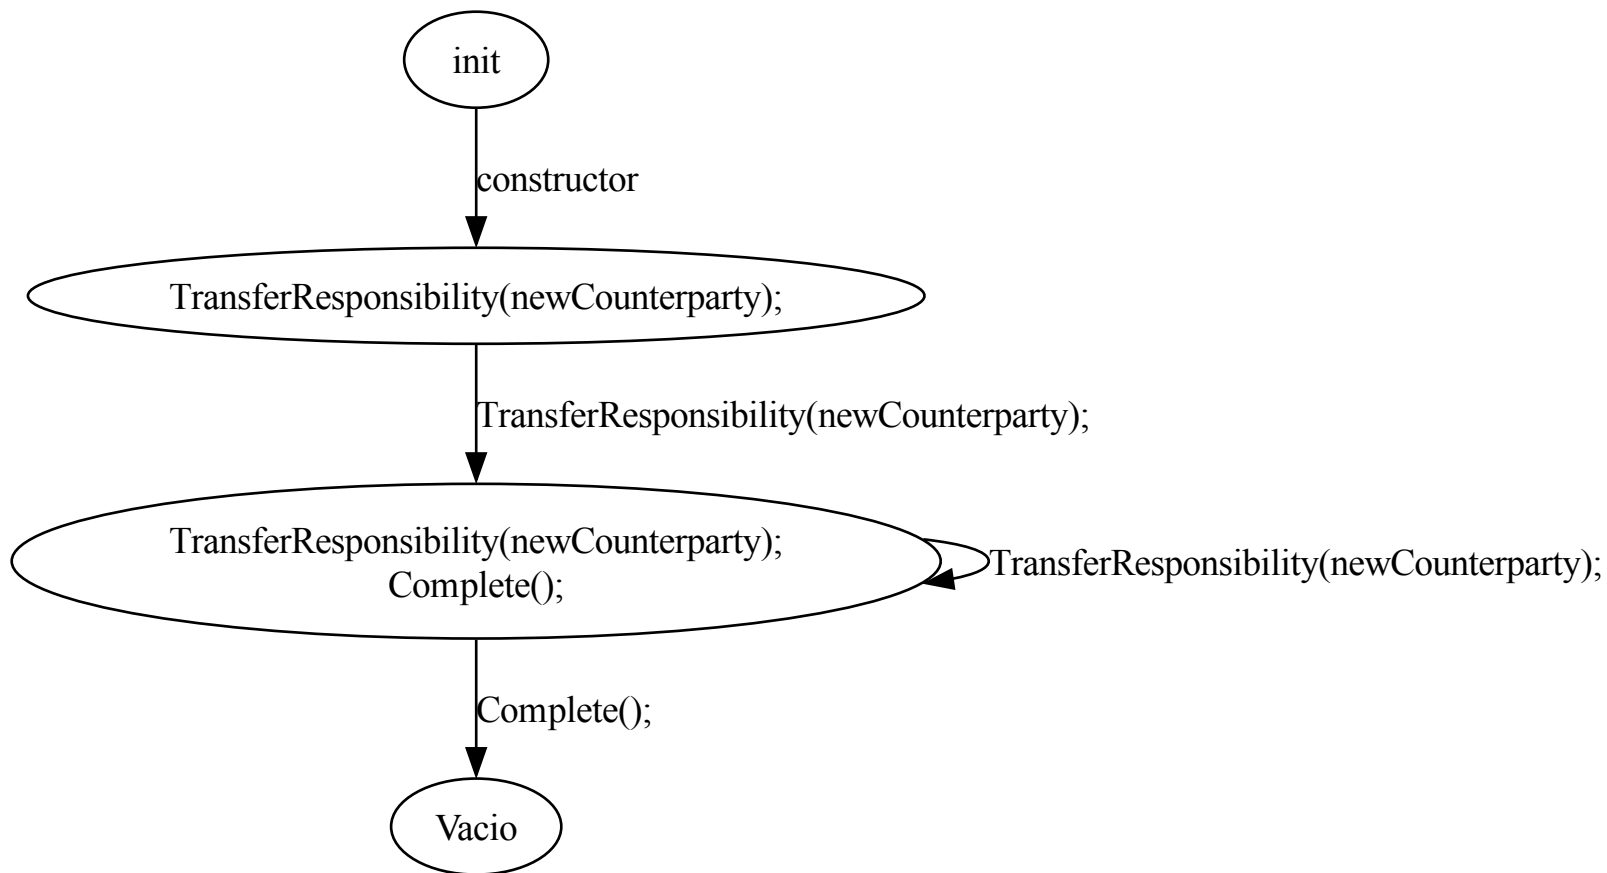 init
constructor
TransferResponsibility(newCounterparty);
TransferResponsibility(newCounterparty);
TransferResponsibility(newCounterparty);
Complete();
TransferResponsibility(newCounterparty);
Complete();
Vacio